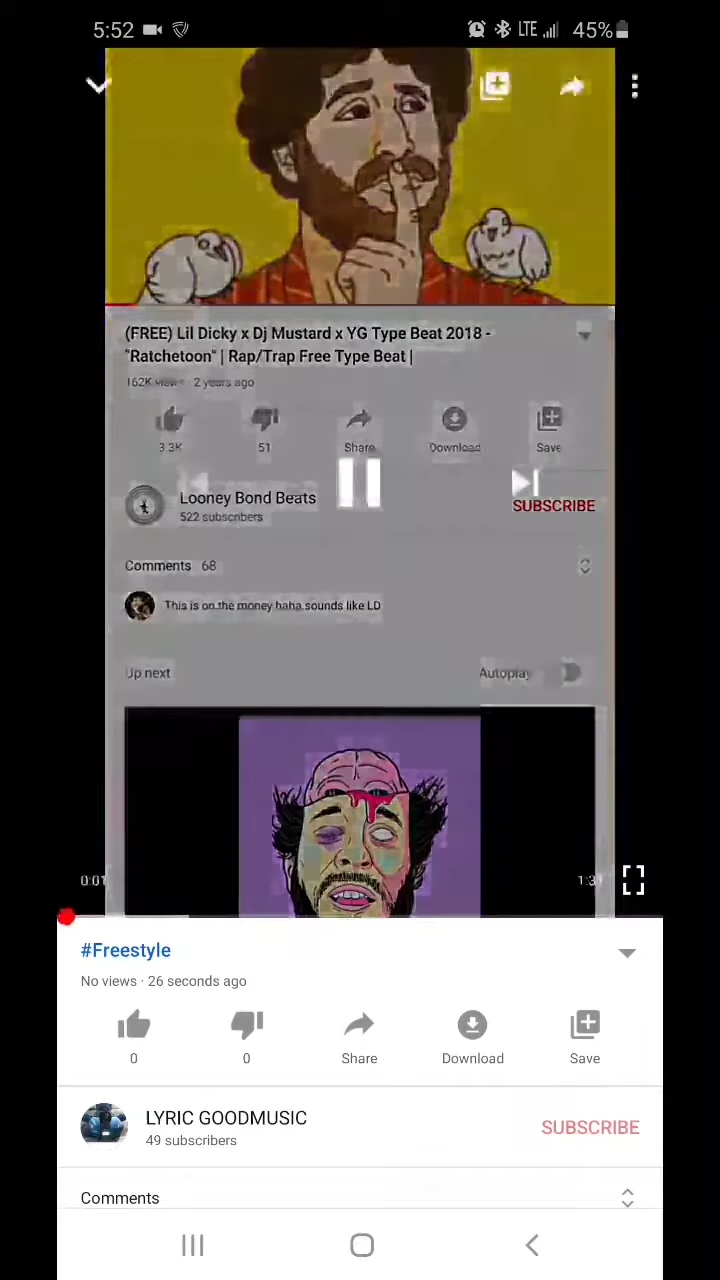 5:52 LTE 45%
(FREE) Lil Dicky x Dj Mustard x YG Type Beat 2018 -
"Ratchetoon" | Rap/Trap Free Type Beat |
162K views · 2 years ago
3.3K 51 Share Download Save
Looney Bond Beats
522 subscribers
SUBSCRIBE
Comments 68
This is on the money haha sounds like LD
Up next Autoplay
0:01 1:31
#Freestyle
No views · 26 seconds ago
0 0 Share Download Save
LYRIC GOODMUSIC
49 subscribers
SUBSCRIBE
Comments